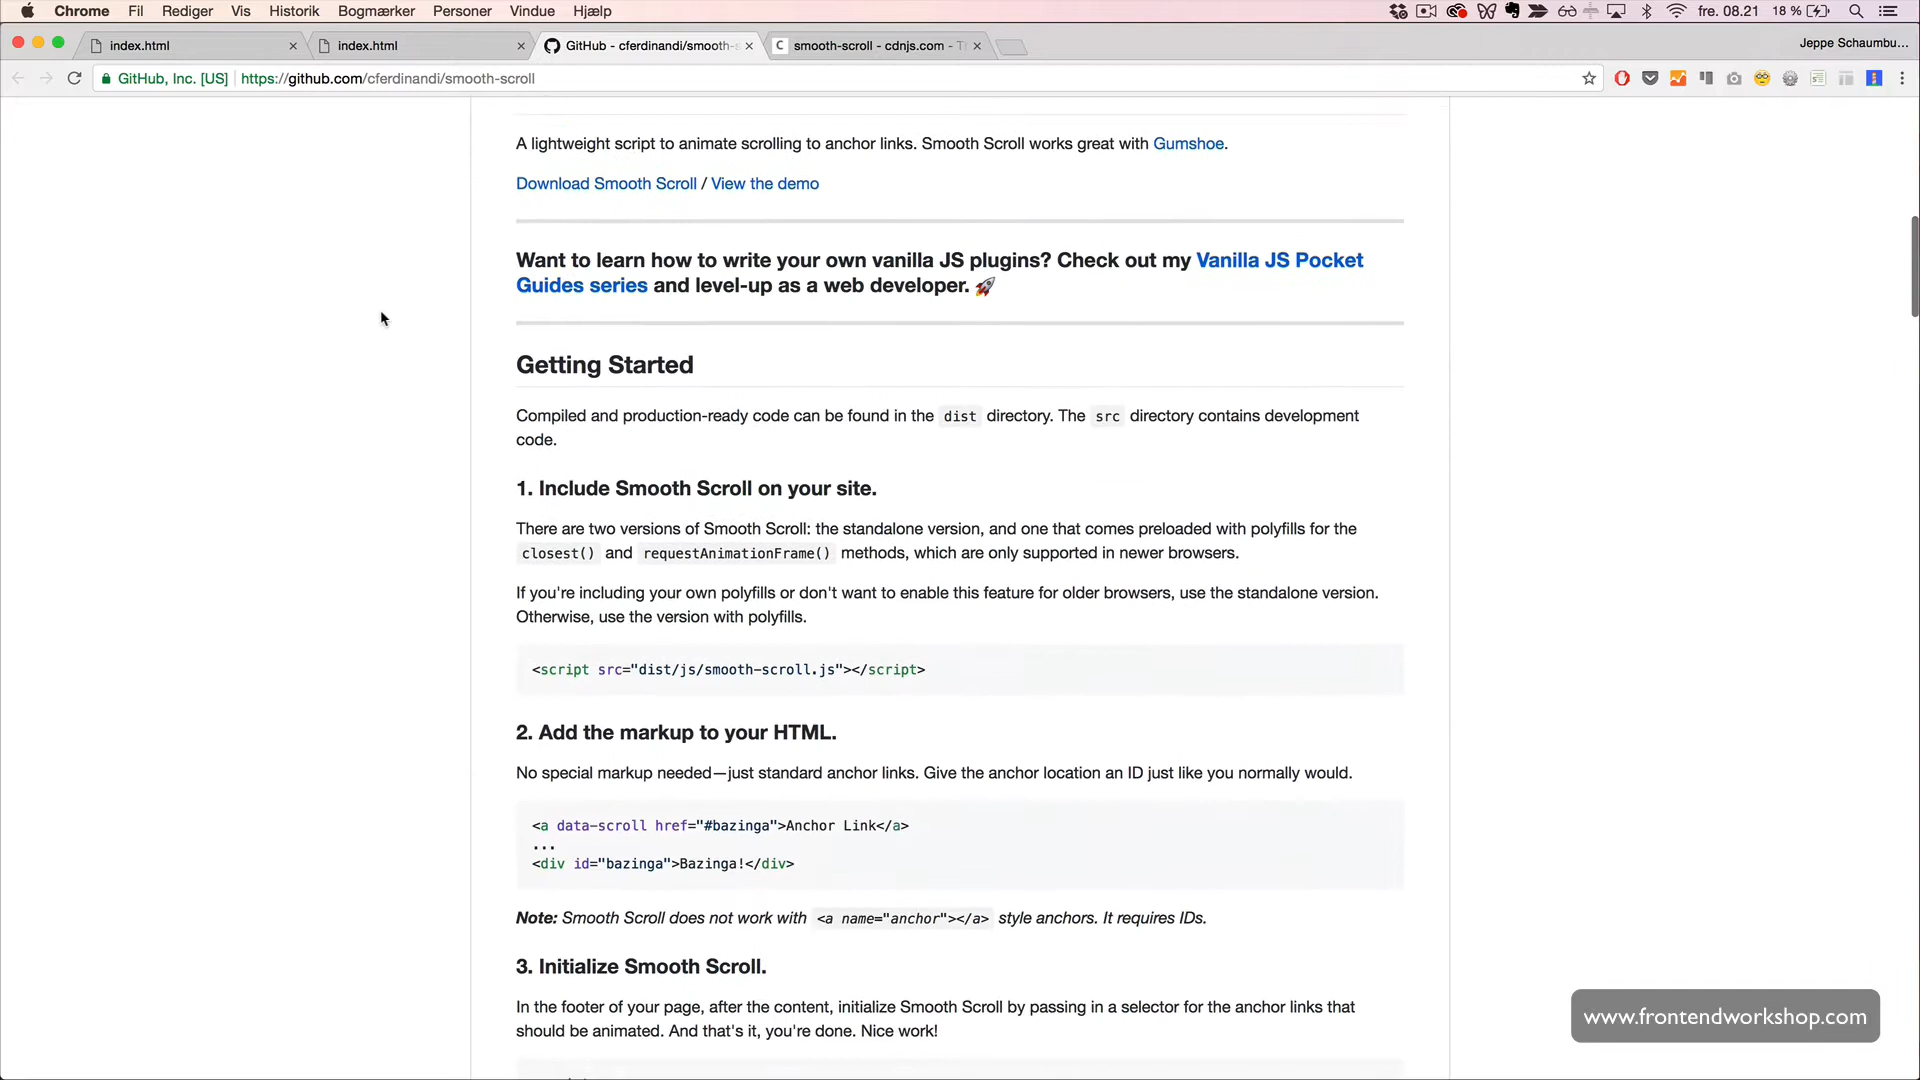 Chrome Fil Rediger Vis Historik Bogmærker Personer Vindue Hjælp fre. 08.21 18 %
index.html index.html GitHub - cferdinandi/smooth- smooth-scroll - cdnjs.com - T Jeppe Schaumbu...
GitHub, Inc. [US] https://github.com/cferdinandi/smooth-scroll
A lightweight script to animate scrolling to anchor links. Smooth Scroll works great with Gumshoe.
Download Smooth Scroll / View the demo
Want to learn how to write your own vanilla JS plugins? Check out my Vanilla JS Pocket
Guides series and level-up as a web developer. 🚀
Getting Started
Compiled and production-ready code can be found in the dist directory. The src directory contains development
code.
1. Include Smooth Scroll on your site.
There are two versions of Smooth Scroll: the standalone version, and one that comes preloaded with polyfills for the
closest() and requestAnimationFrame() methods, which are only supported in newer browsers.
If you're including your own polyfills or don't want to enable this feature for older browsers, use the standalone version.
Otherwise, use the version with polyfills.
<script src="dist/js/smooth-scroll.js"></script>
2. Add the markup to your HTML.
No special markup needed—just standard anchor links. Give the anchor location an ID just like you normally would.
<a data-scroll href="#bazinga">Anchor Link</a>
...
<div id="bazinga">Bazinga!</div>
Note: Smooth Scroll does not work with <a name="anchor"></a> style anchors. It requires IDs.
3. Initialize Smooth Scroll.
In the footer of your page, after the content, initialize Smooth Scroll by passing in a selector for the anchor links that
should be animated. And that's it, you're done. Nice work!
www.frontendworkshop.com